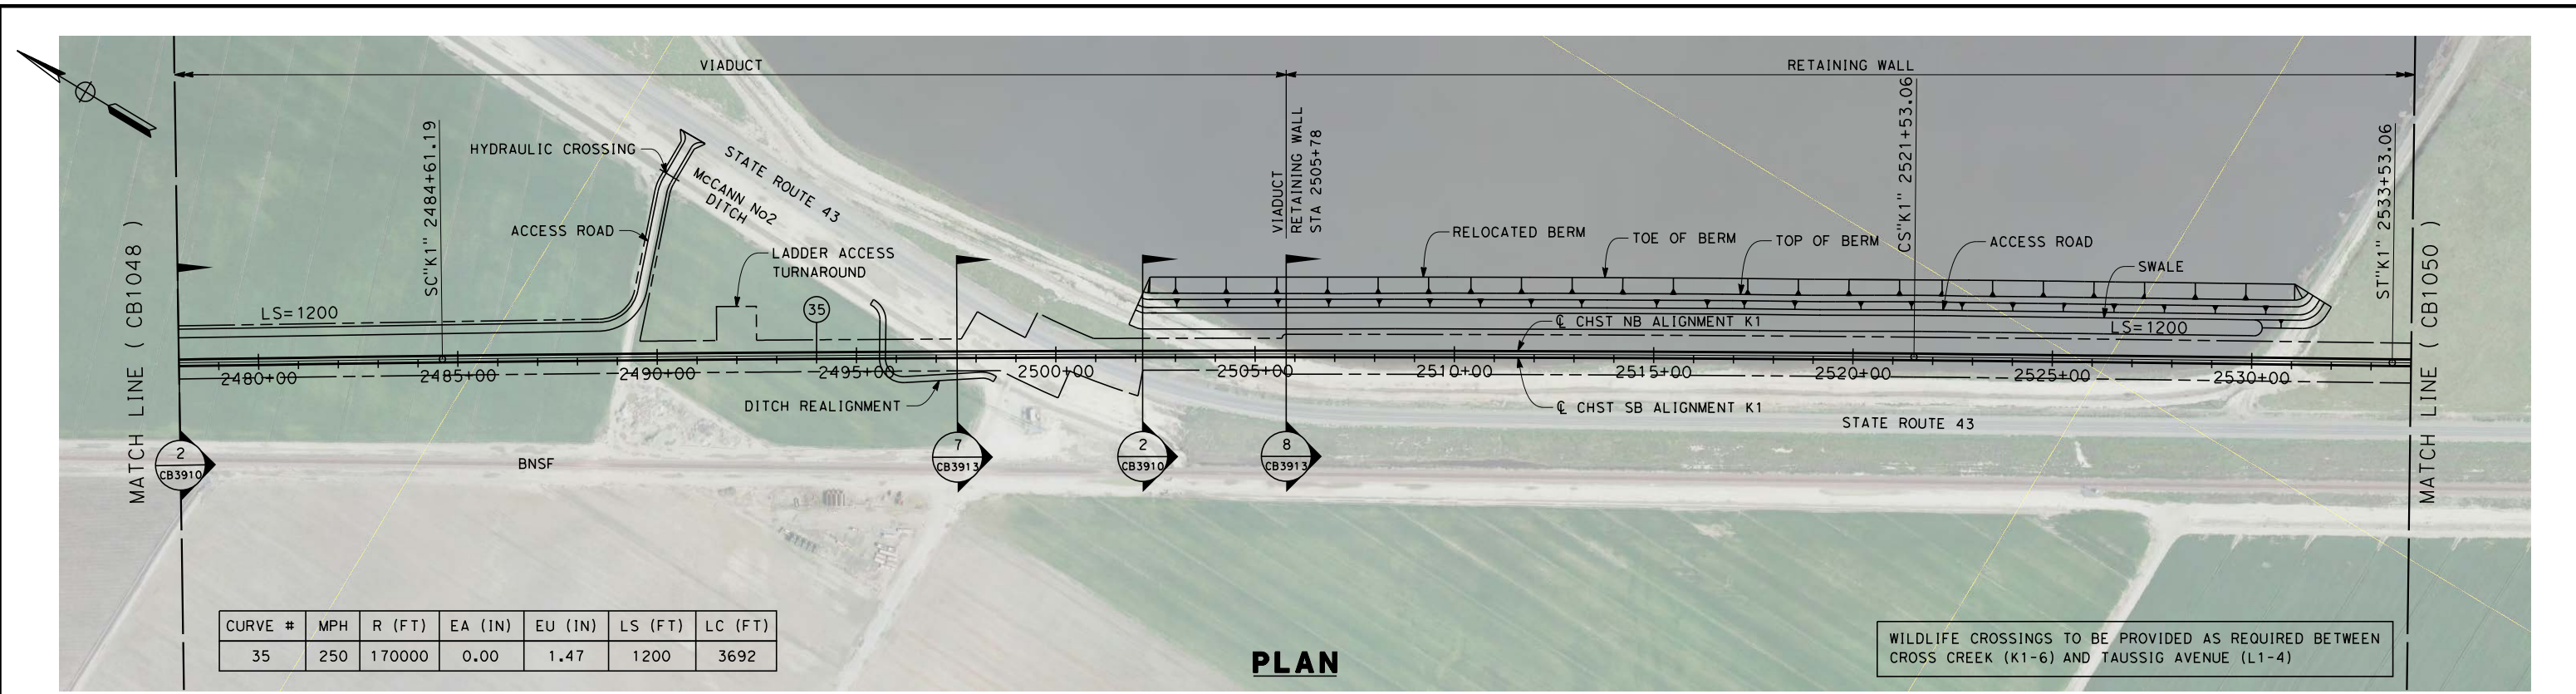 VIADUCT
RETAINING WALL
MATCH LINE ( CB1048 )
SC"K1" 2484+61.19
HYDRAULIC CROSSING
STATE ROUTE 43
McCANN No2
DITCH
ACCESS ROAD
LADDER ACCESS
TURNAROUND
35
LS=1200
VIADUCT
RETAINING WALL
STA 2505+78
RELOCATED BERM
TOE OF BERM
TOP OF BERM
CS"K1" 2521+53.06
ACCESS ROAD
SWALE
LS=1200
ST"K1" 2533+53.06
MATCH LINE ( CB1050 )
℄ CHST NB ALIGNMENT K1
2480+00
2485+00
2490+00
2495+00
2500+00
2505+00
2510+00
2515+00
2520+00
2525+00
2530+00
DITCH REALIGNMENT
℄ CHST SB ALIGNMENT K1
STATE ROUTE 43
BNSF
2
CB3910
7
CB3913
2
CB3910
8
CB3913
CURVE # MPH R (FT) EA (IN) EU (IN) LS (FT) LC (FT)
35 250 170000 0.00 1.47 1200 3692
PLAN
WILDLIFE CROSSINGS TO BE PROVIDED AS REQUIRED BETWEEN
CROSS CREEK (K1-6) AND TAUSSIG AVENUE (L1-4)